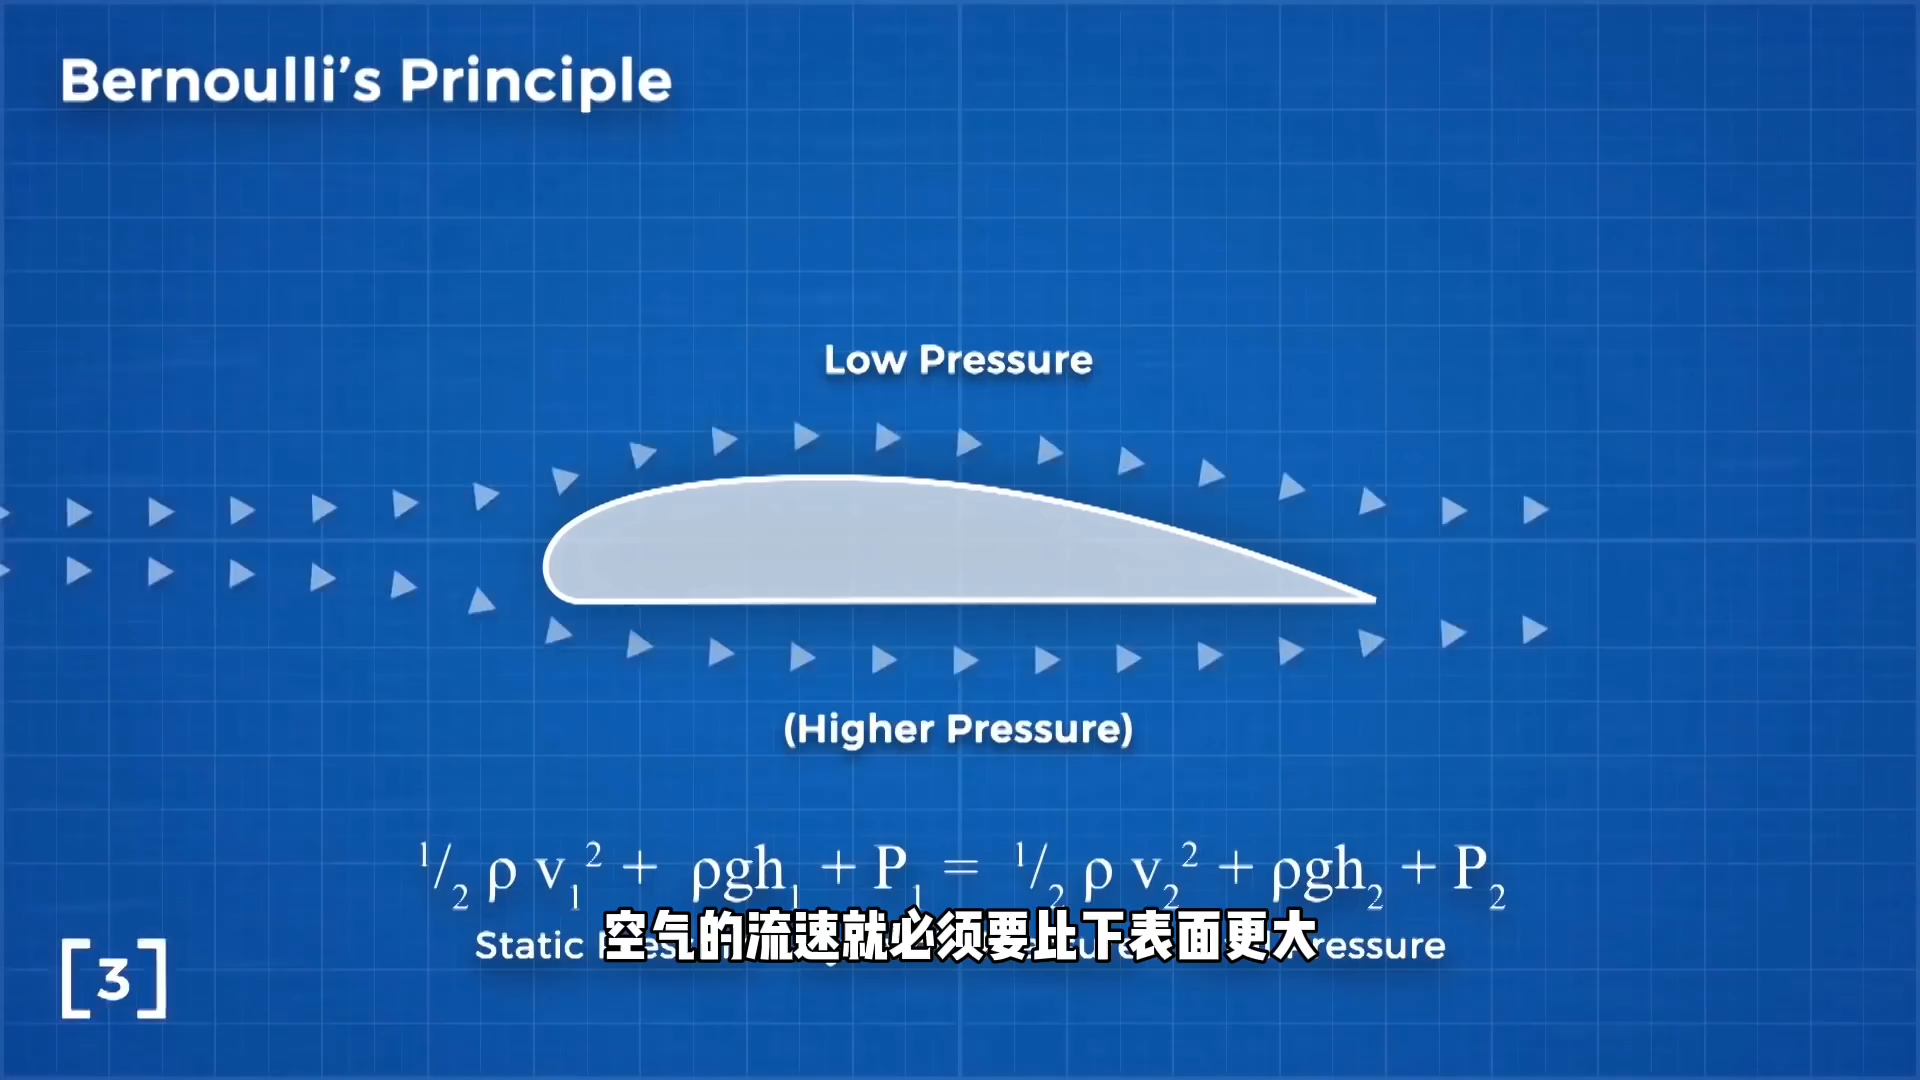 Bernoulli's Principle
Low Pressure
(Higher Pressure)
½ ρ v₁² + ρgh₁ + P₁ = ½ ρ v₂² + ρgh₂ + P₂
空气的流速就必须要比下表面更大
Static
[3]